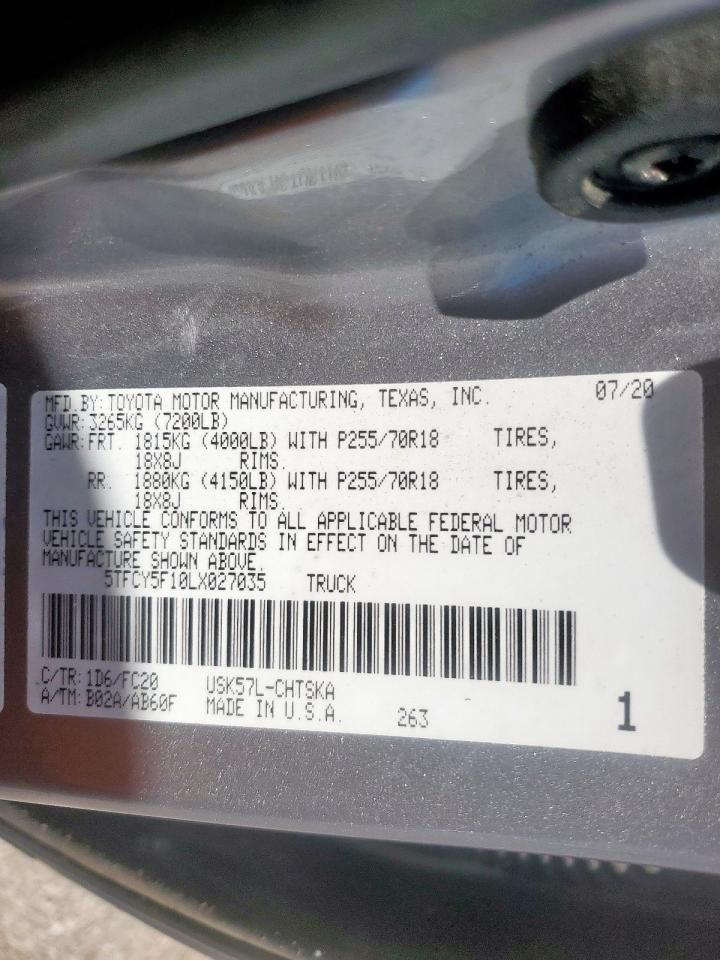 MFD.BY:TOYOTA MOTOR MANUFACTURING, TEXAS, INC. 07/20
GVWR:3265KG (7200LB)
GAWR:FRT. 1815KG (4000LB) WITH P255/70R18 TIRES,
18X8J RIMS.
RR. 1880KG (4150LB) WITH P255/70R18 TIRES,
18X8J RIMS.
THIS VEHICLE CONFORMS TO ALL APPLICABLE FEDERAL MOTOR
VEHICLE SAFETY STANDARDS IN EFFECT ON THE DATE OF
MANUFACTURE SHOWN ABOVE.
5TFCY5F10LX027035 TRUCK
C/TR:1D6/FC20 USK57L-CHTSKA
A/TM:B02A/AB60F MADE IN U.S.A. 263 1